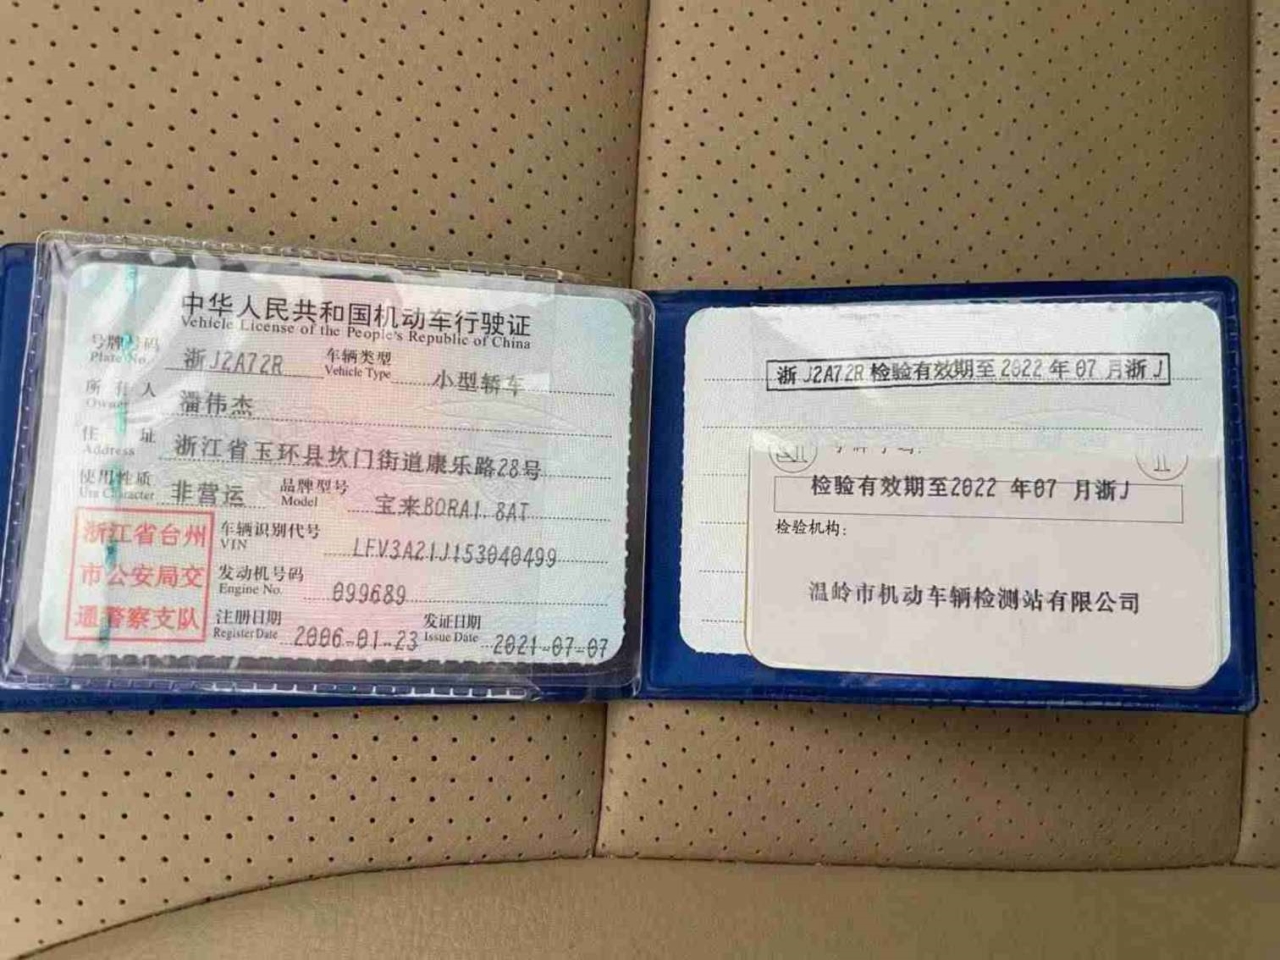 中华人民共和国机动车行驶证
Vehicle License of the People's Republic of China
号牌号码 浙J2A72R 车辆类型 小型轿车
Plate No. Vehicle Type
所有人 潘伟杰
Owner
住址 浙江省玉环县坎门街道康乐路28号
Address
使用性质 非营运 品牌型号 宝来BORA1.8AT
Use Character Model
浙江省台州
市公安局交
通警察支队
车辆识别代号 LFV3A21J153040499
VIN
发动机号码 099689
Engine No.
注册日期 2006-01-23 发证日期 2021-07-07
Register Date Issue Date
浙J2A72R检验有效期至2022年07月浙J
检验有效期至2022 年07 月浙J
检验机构:
温岭市机动车辆检测站有限公司